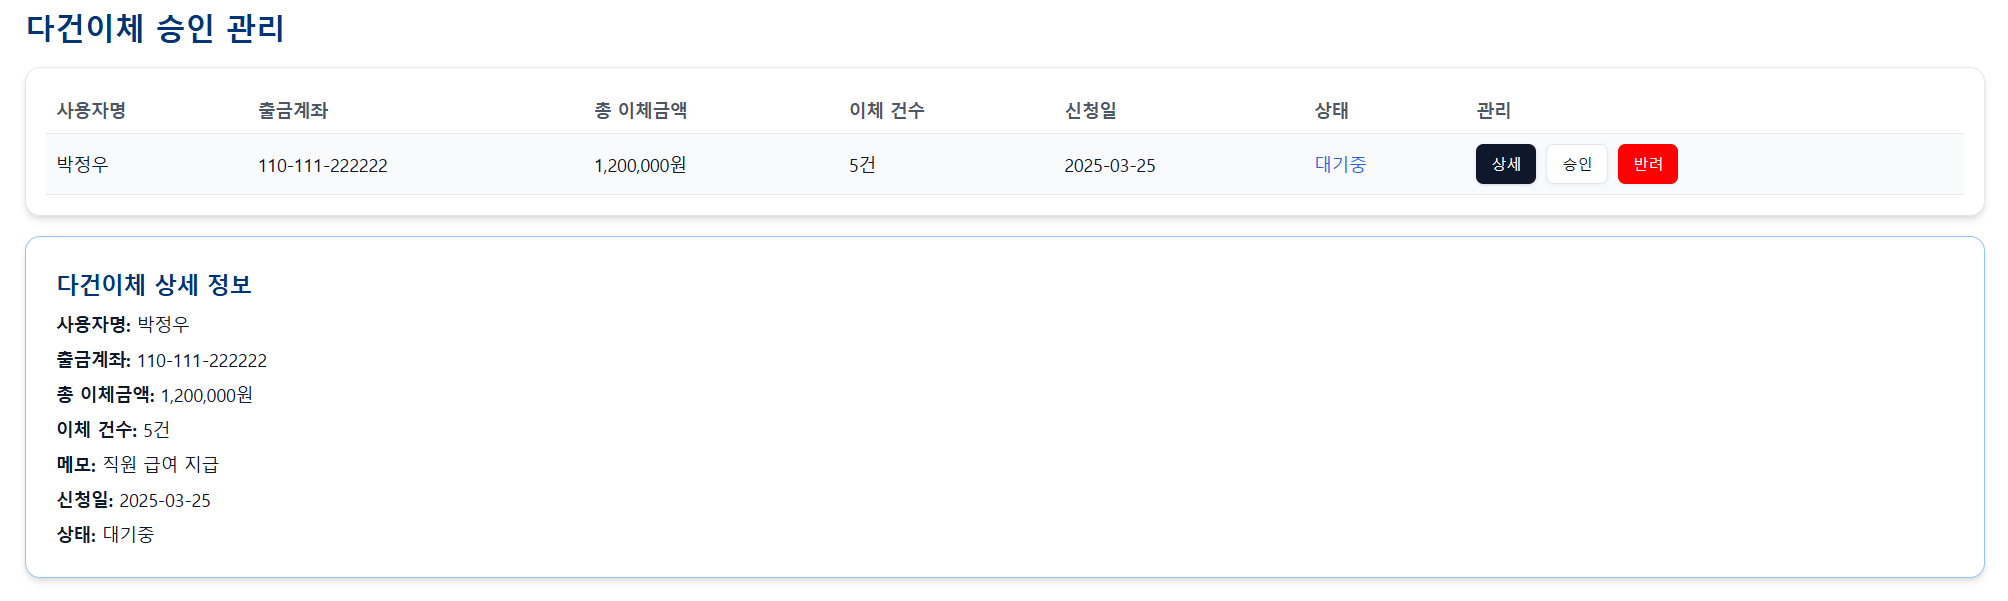 다건이체 승인 관리
사용자명 출금계좌 총 이체금액 이체 건수 신청일 상태 관리
박정우 110-111-222222 1,200,000원 5건 2025-03-25 대기중 상세 승인 반려
다건이체 상세 정보
사용자명: 박정우
출금계좌: 110-111-222222
총 이체금액: 1,200,000원
이체 건수: 5건
메모: 직원 급여 지급
신청일: 2025-03-25
상태: 대기중